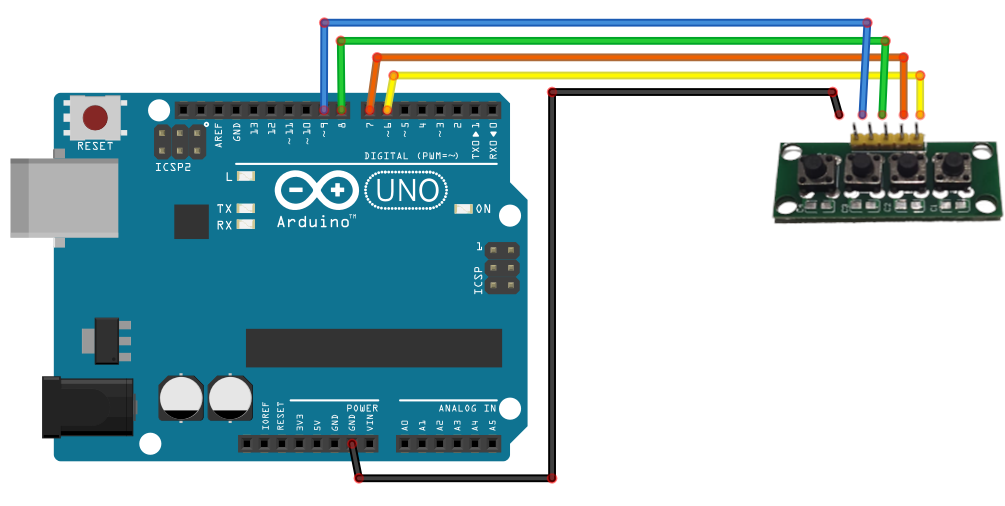 RESET
ICSP2
AREF
GND
13
12
~11
~10
~9
8
7
~6
~5
4
~3
2
TX0▶1
RX0◀0
DIGITAL (PWM=~)
L
TX
RX
UNO
Arduino™
ON
1
ICSP
POWER
ANALOG IN
IOREF
RESET
3V3
5V
GND
GND
VIN
A0
A1
A2
A3
A4
A5